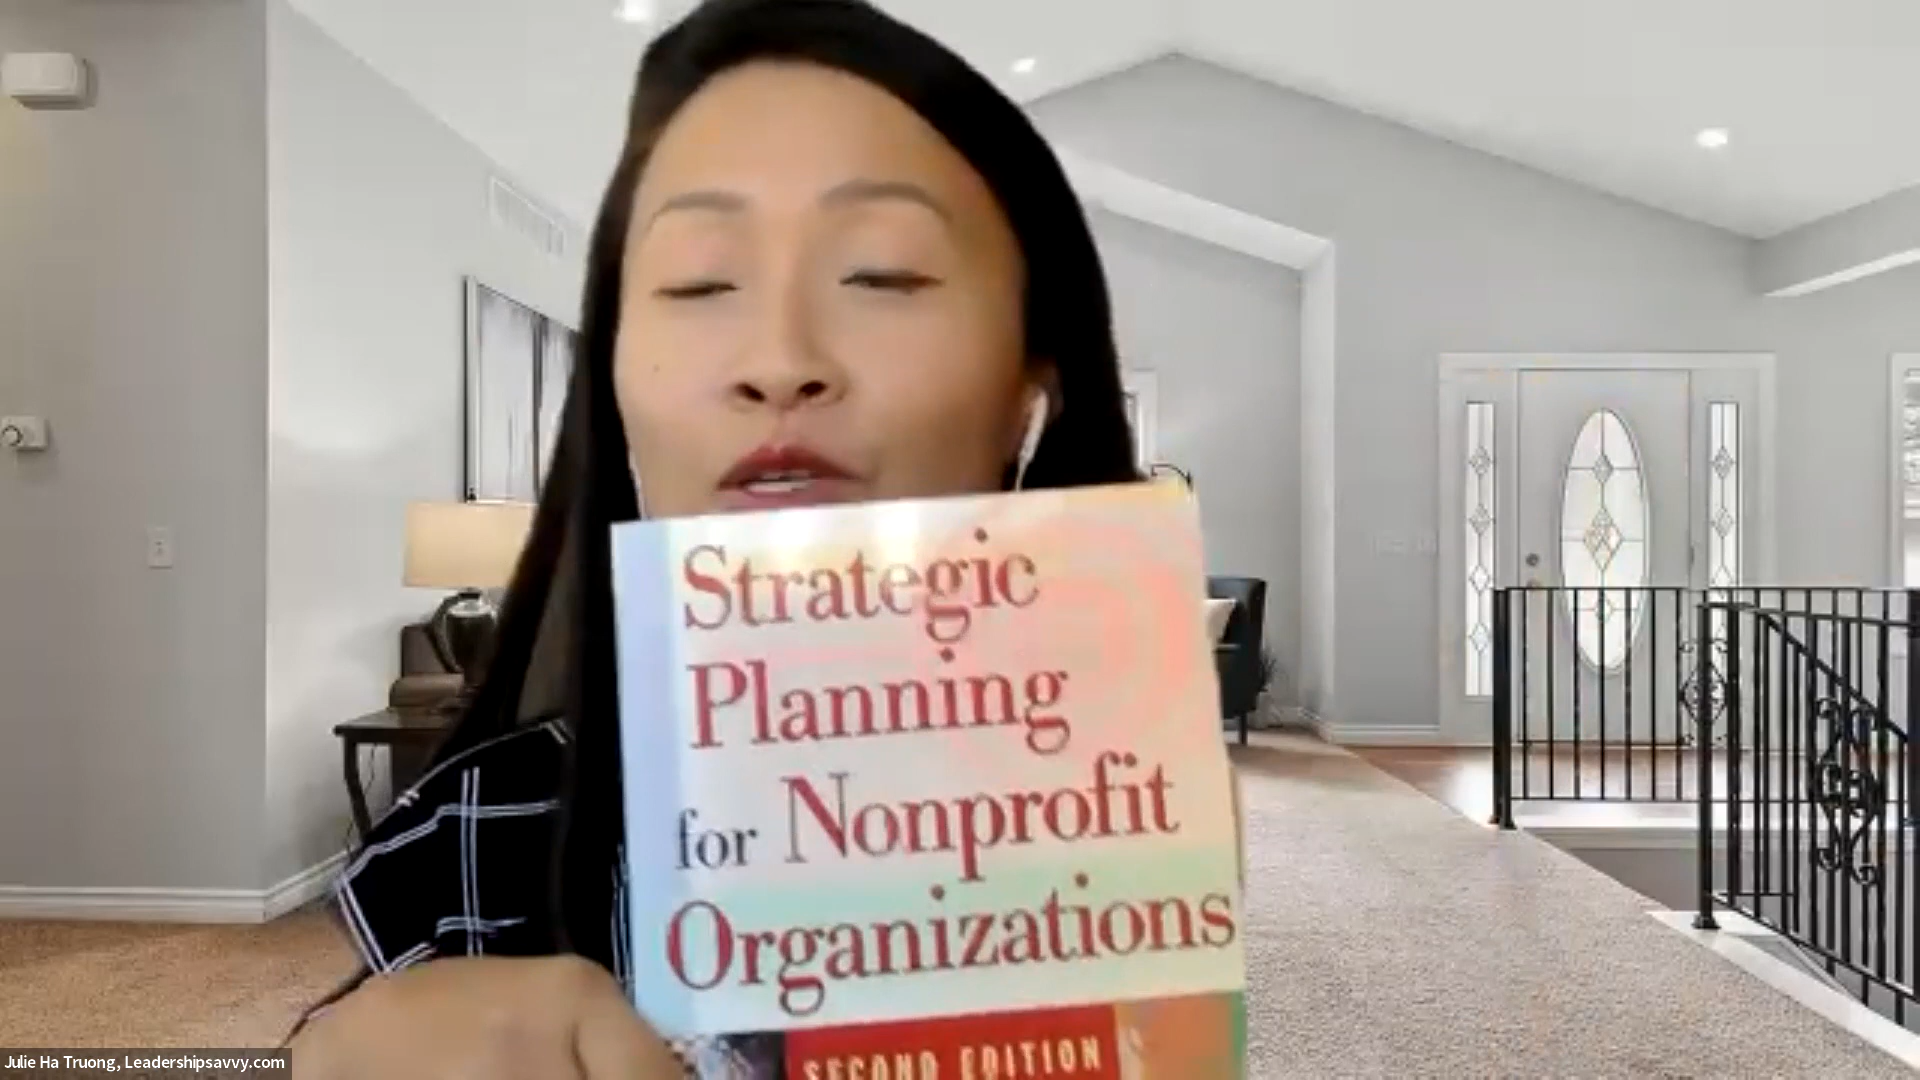 Strategic
Planning
for Nonprofit
Organizations
SECOND EDITION
Julie Ha Truong, Leadershipsavvy.com